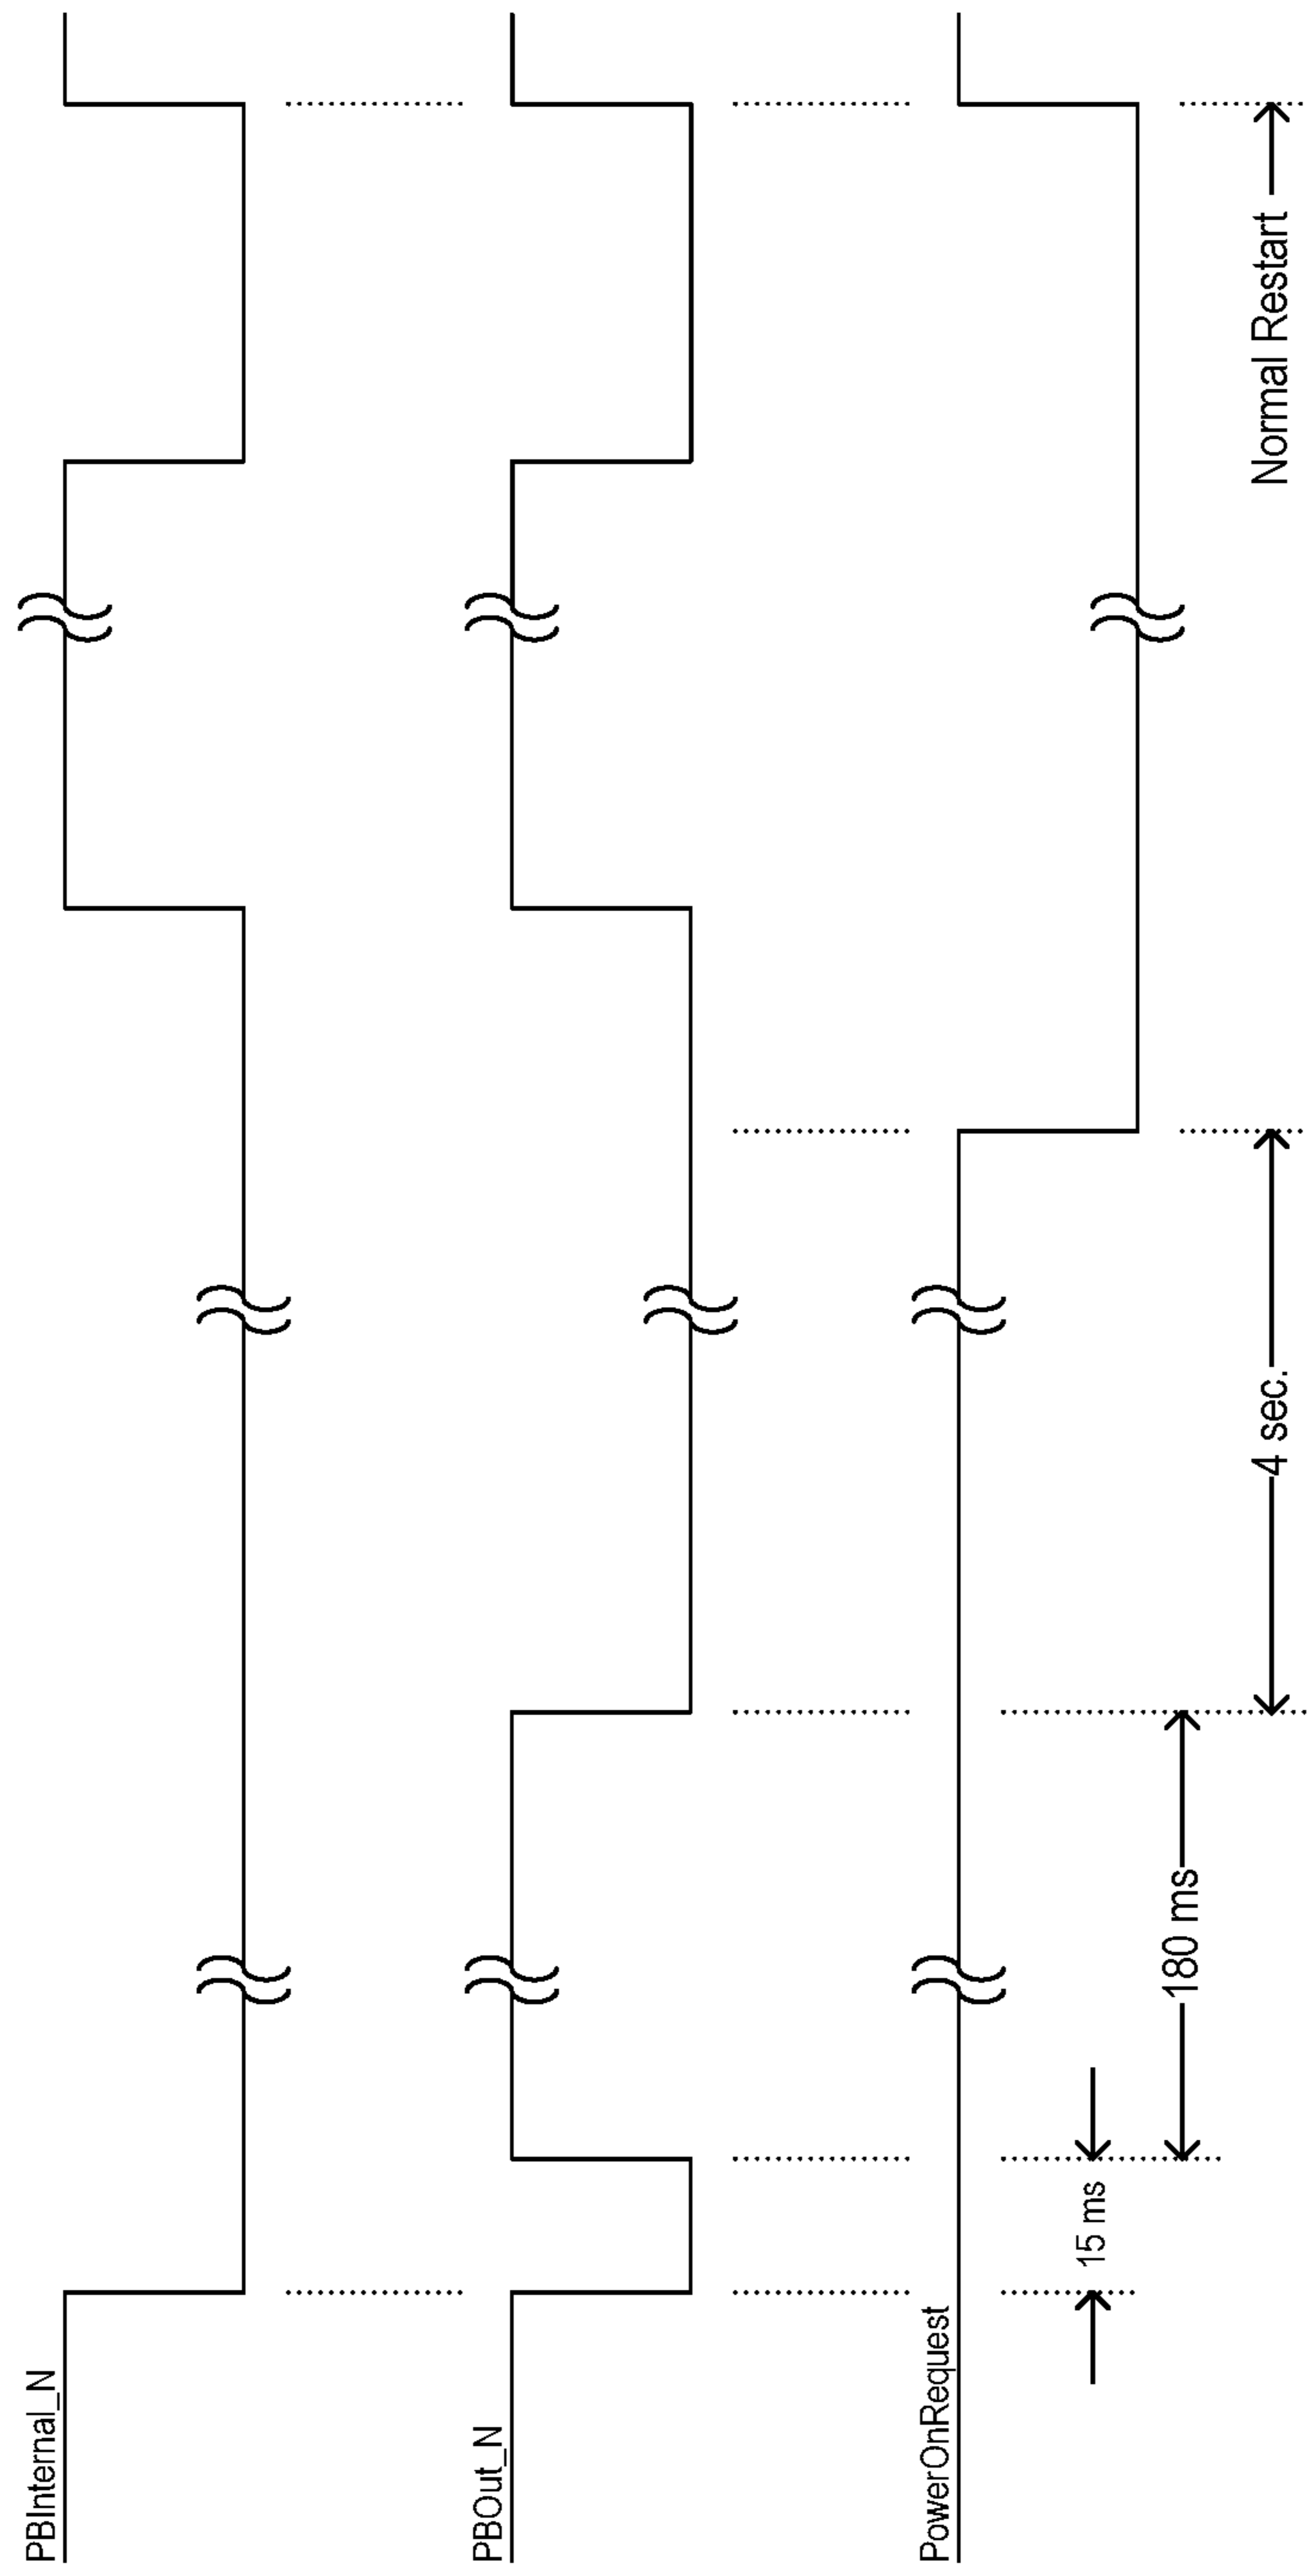 PBInternal_N
PBOut_N
PowerOnRequest
15 ms
180 ms
4 sec.
Normal Restart